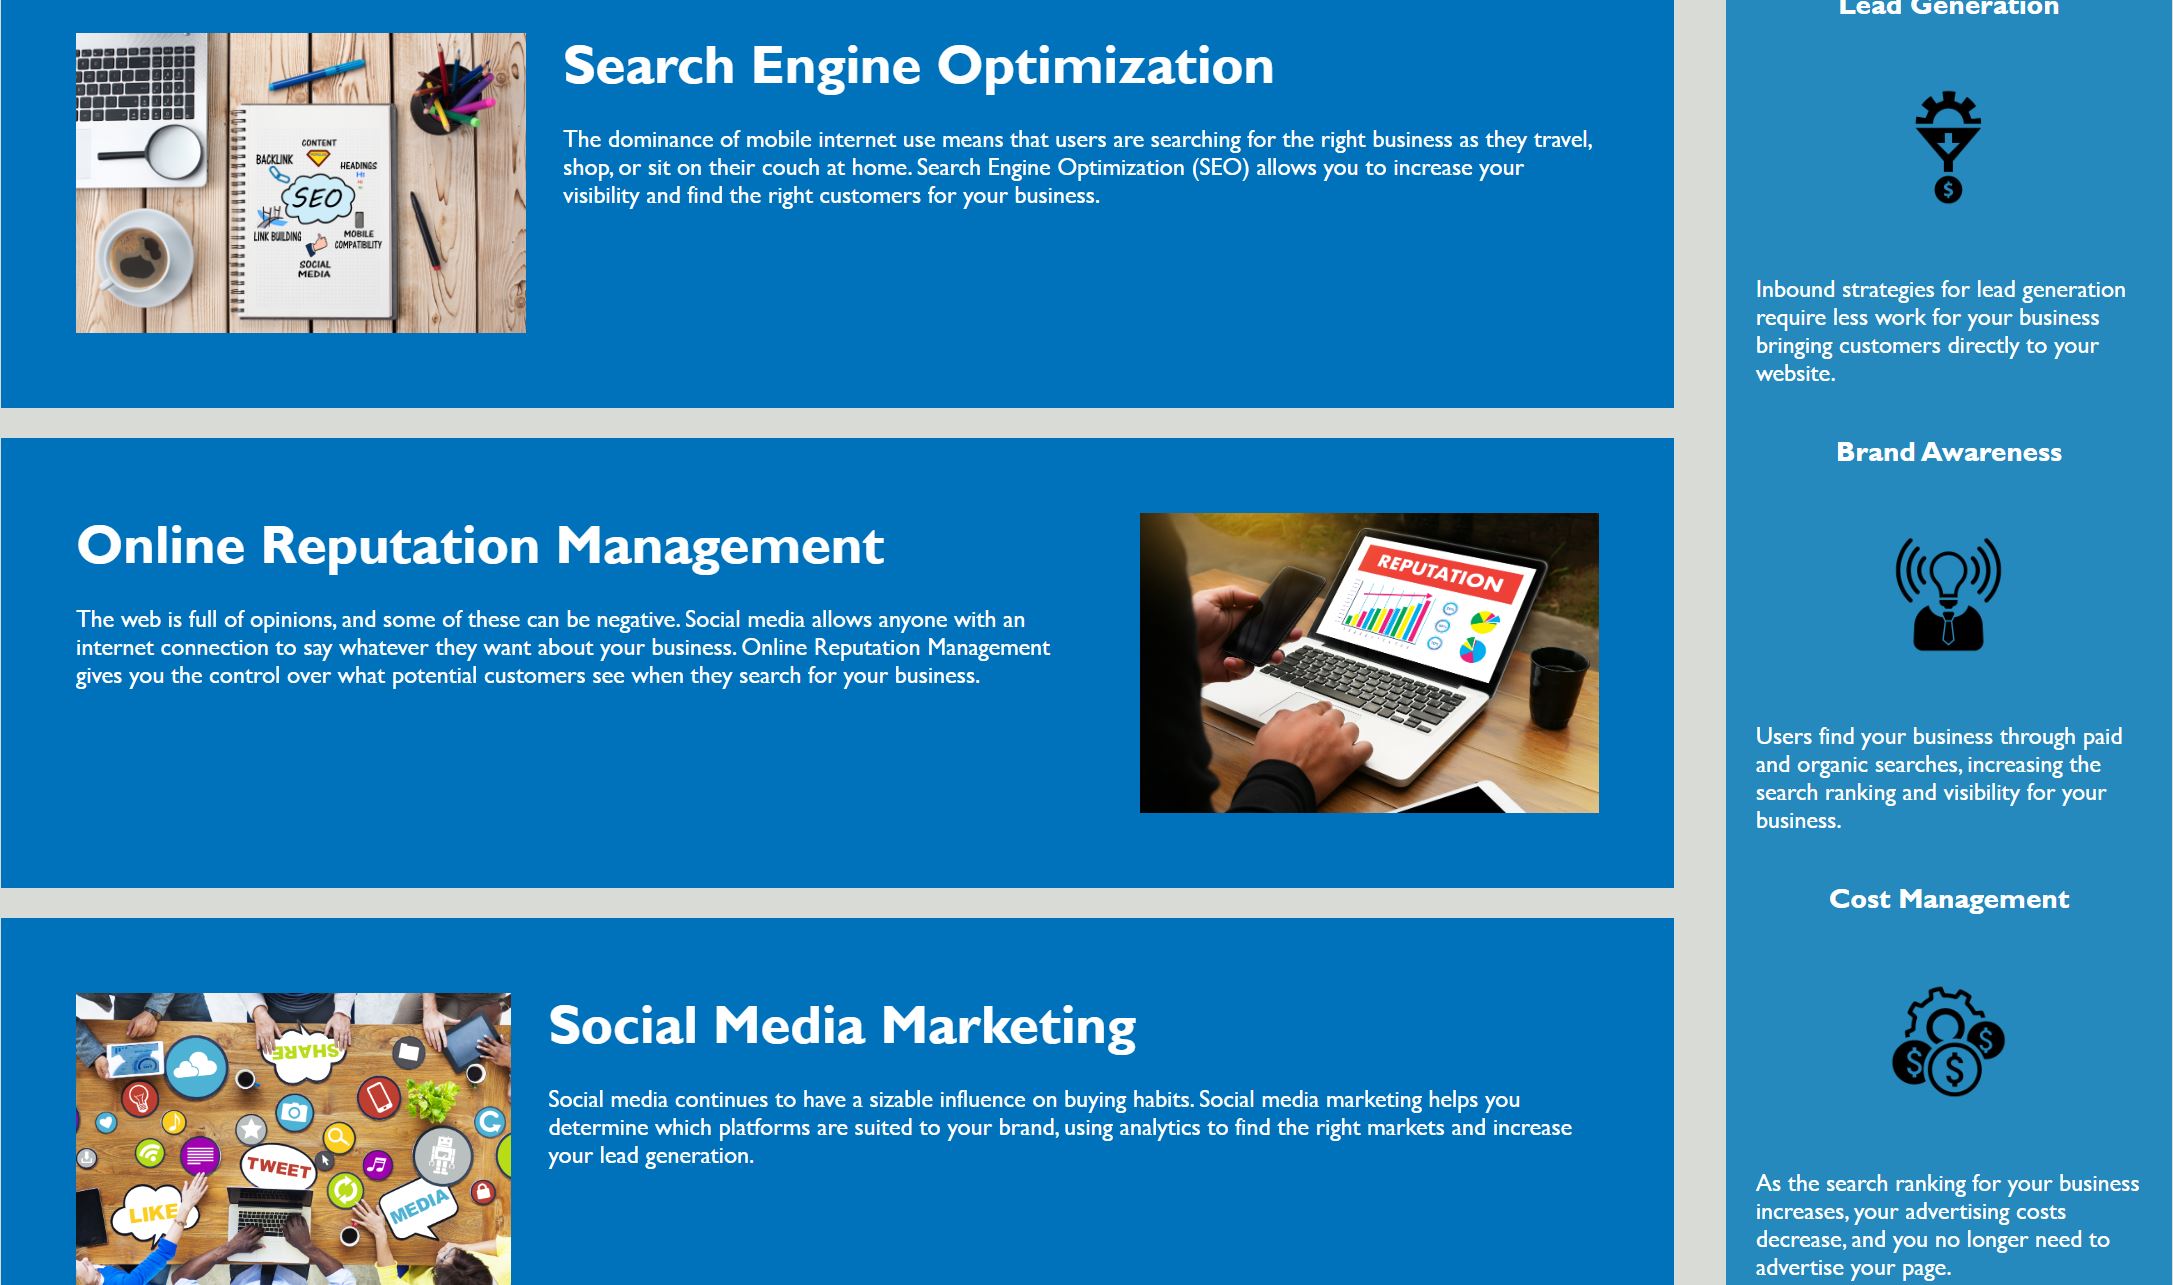 Search Engine Optimization
The dominance of mobile internet use means that users are searching for the right business as they travel,
shop, or sit on their couch at home. Search Engine Optimization (SEO) allows you to increase your
visibility and find the right customers for your business.
CONTENT
BACKLINK
HEADINGS
H1
SEO
LINK BUILDING
MOBILE
COMPATIBILITY
SOCIAL
MEDIA
Online Reputation Management
The web is full of opinions, and some of these can be negative. Social media allows anyone with an
internet connection to say whatever they want about your business. Online Reputation Management
gives you the control over what potential customers see when they search for your business.
REPUTATION
Social Media Marketing
Social media continues to have a sizable influence on buying habits. Social media marketing helps you
determine which platforms are suited to your brand, using analytics to find the right markets and increase
your lead generation.
SHARE
TWEET
LIKE
MEDIA
Lead Generation
$
Inbound strategies for lead generation
require less work for your business
bringing customers directly to your
website.
Brand Awareness
Users find your business through paid
and organic searches, increasing the
search ranking and visibility for your
business.
Cost Management
$ $ $
As the search ranking for your business
increases, your advertising costs
decrease, and you no longer need to
advertise your page.